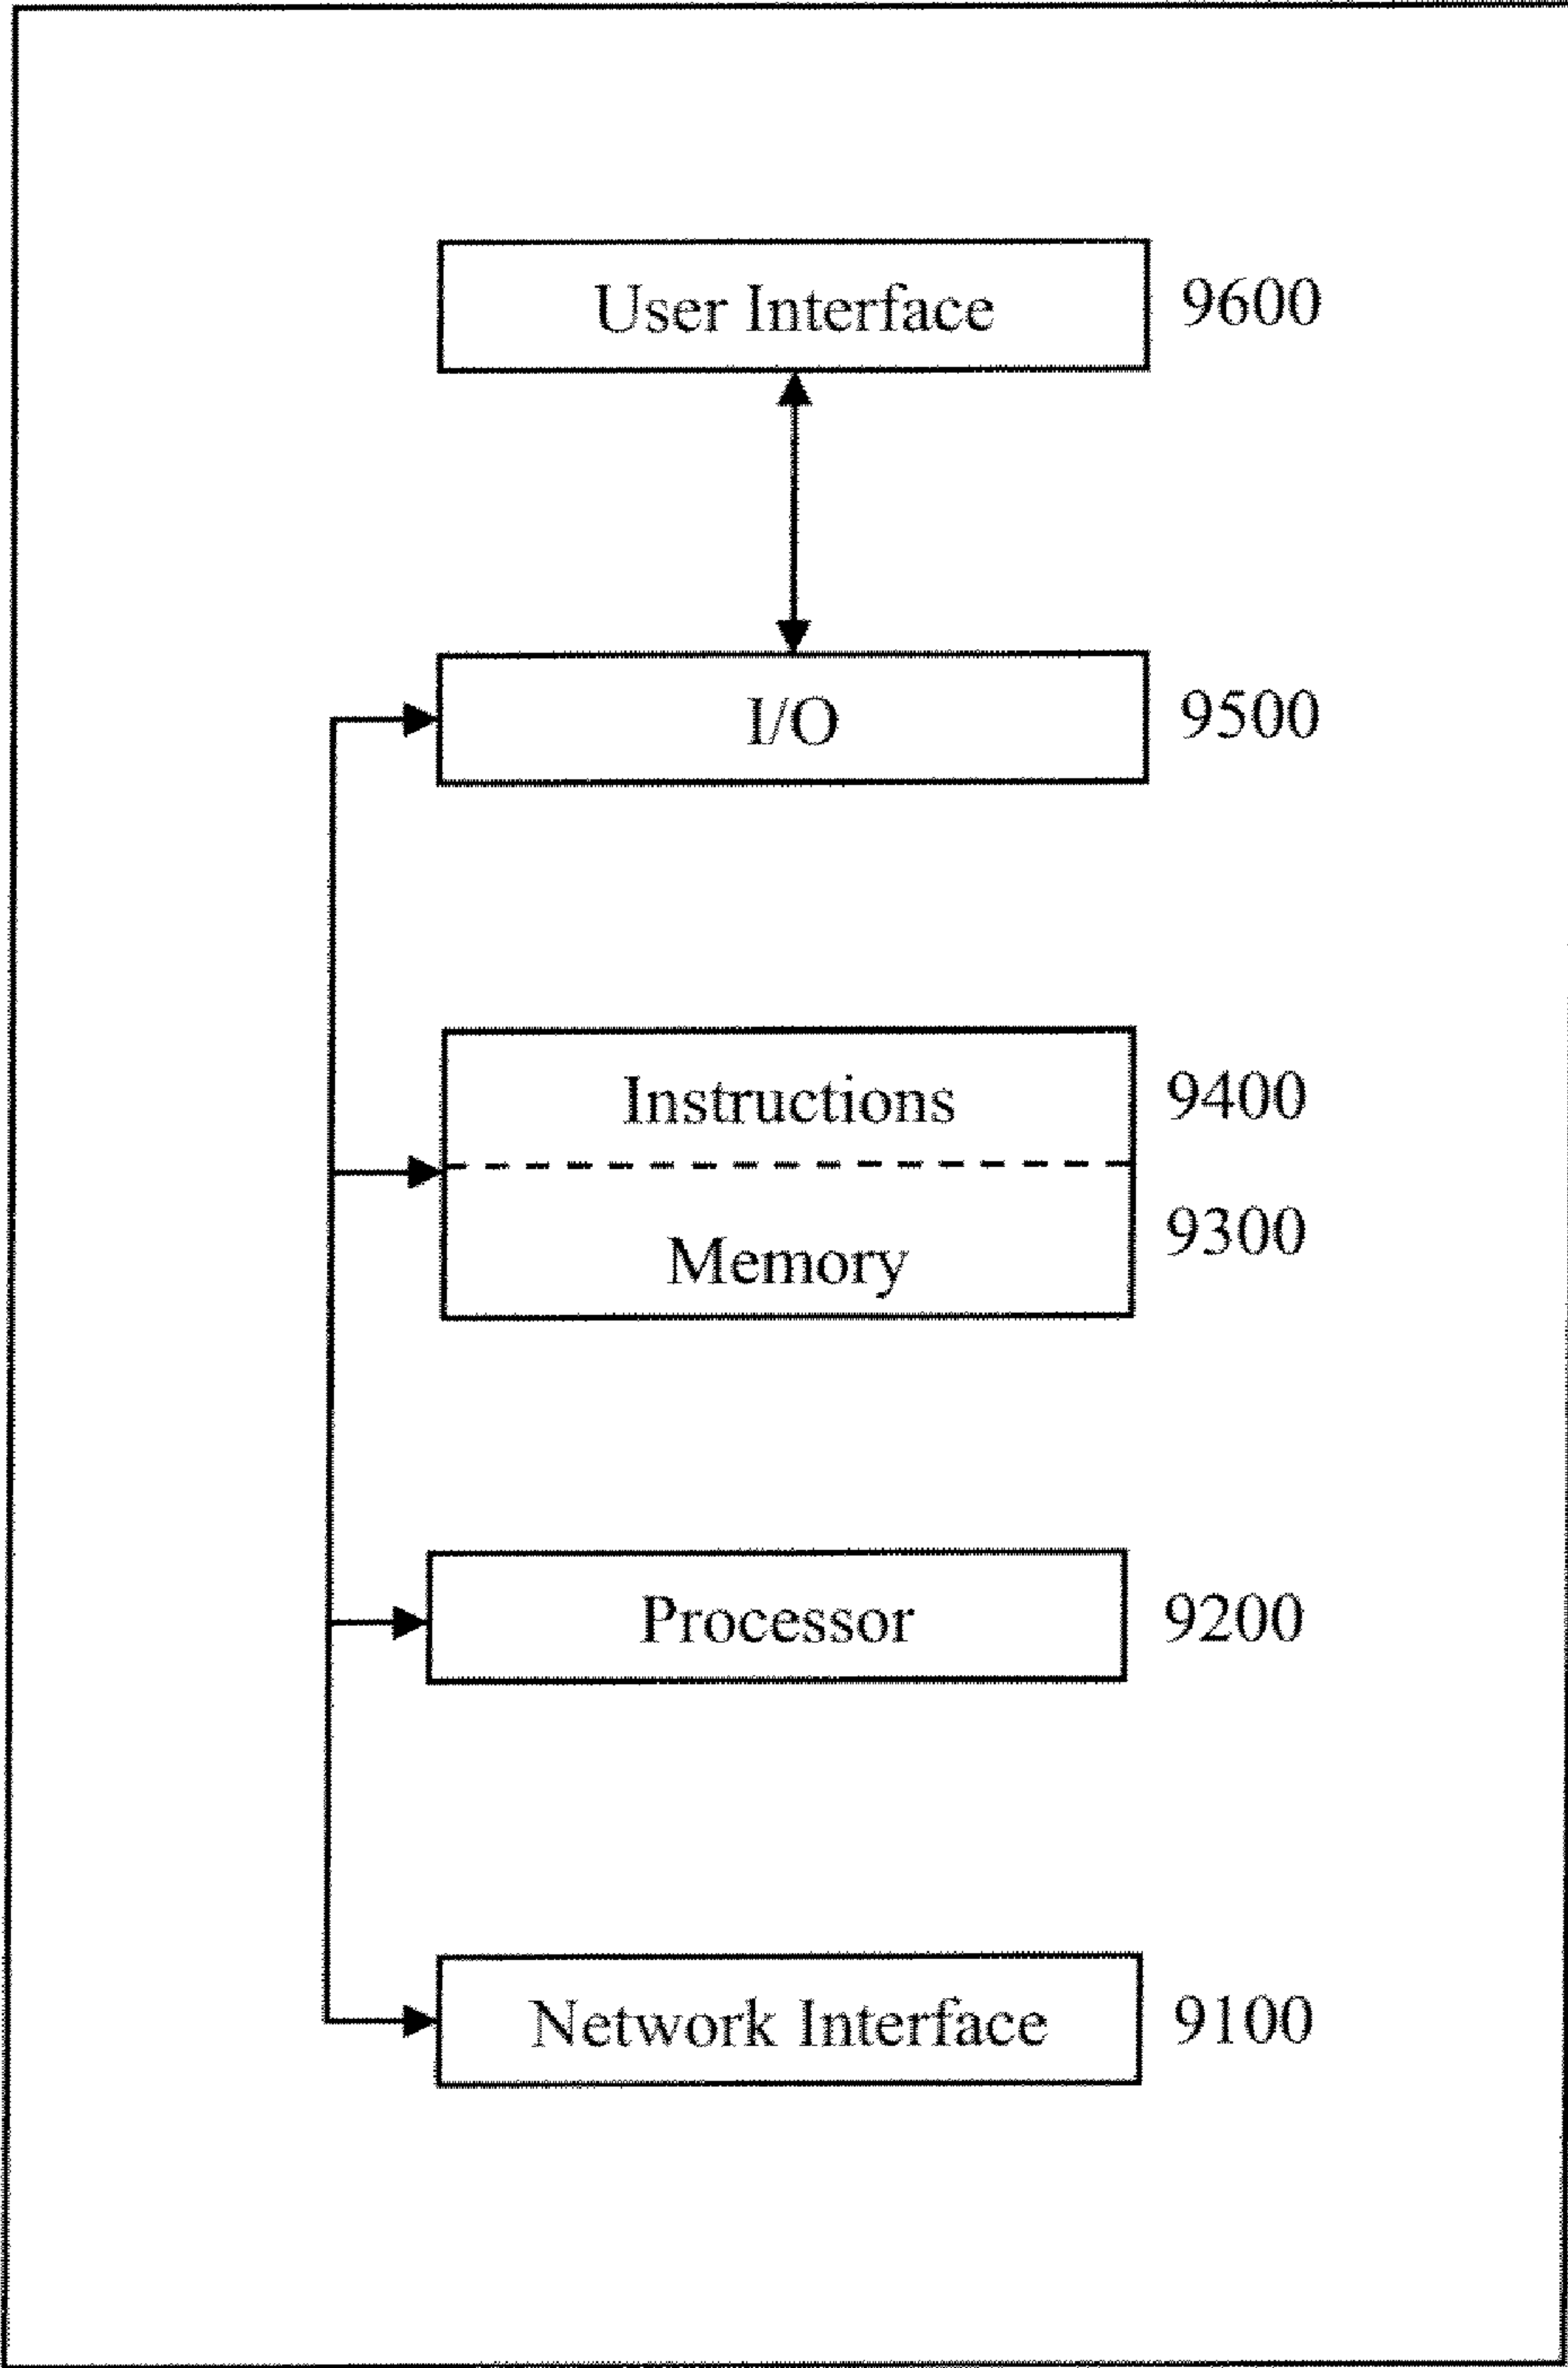 User Interface 9600
I/O 9500
Instructions 9400
Memory 9300
Processor 9200
Network Interface 9100